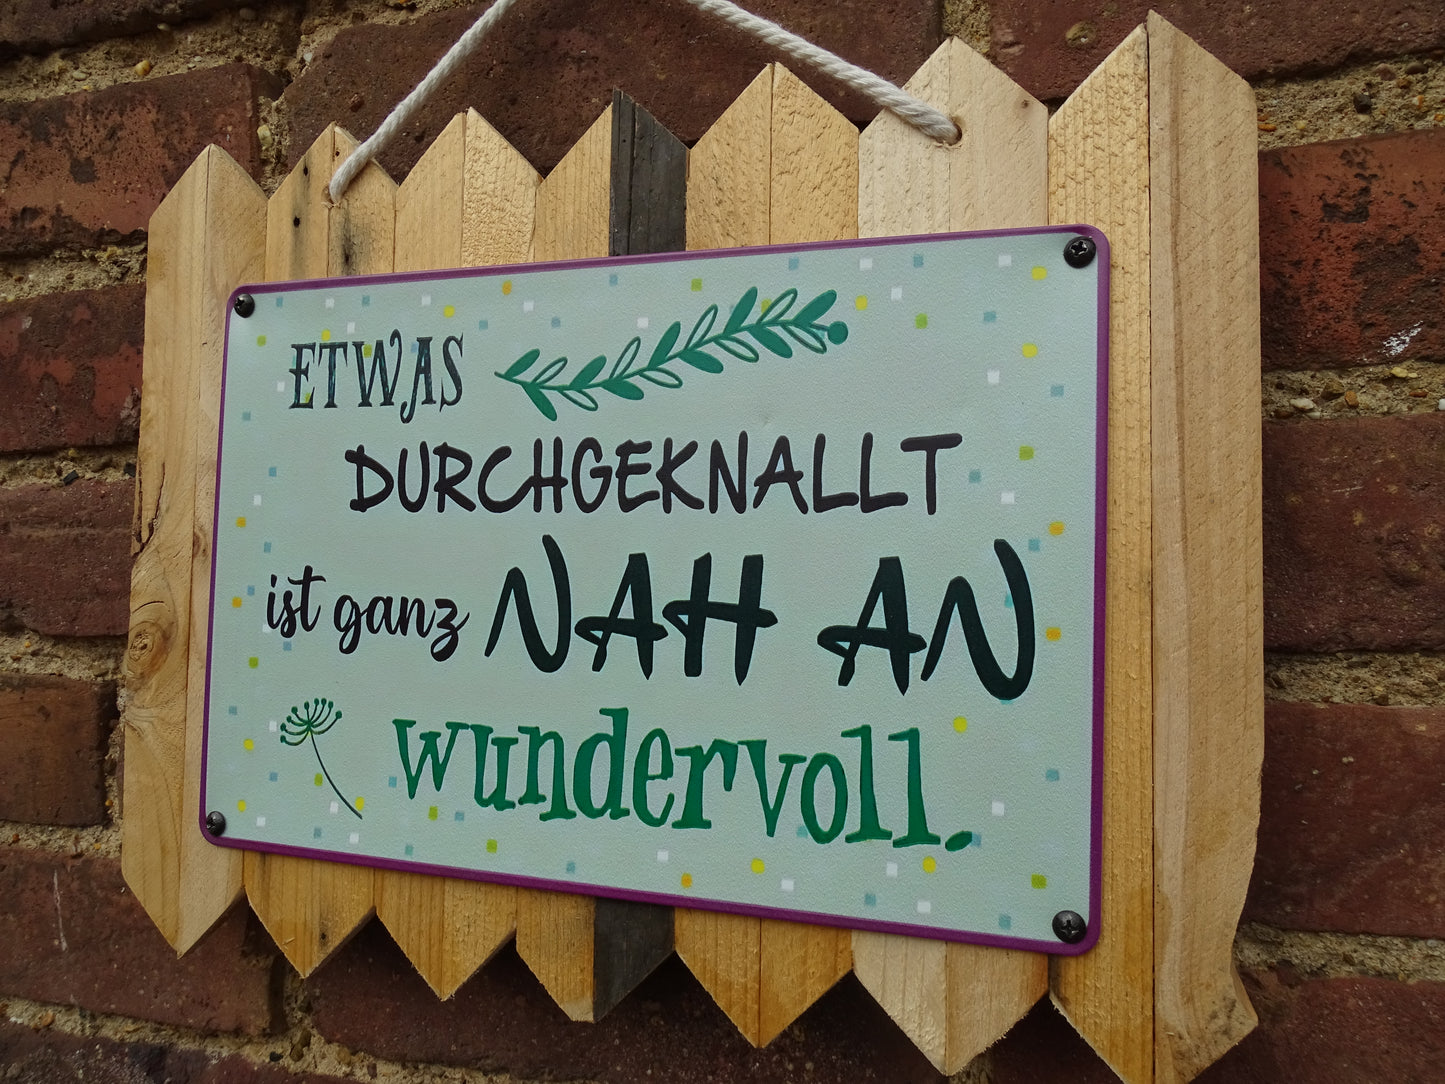 ETWAS
DURCHGEKNALLT
ist ganz NAH AN
wundervoll.